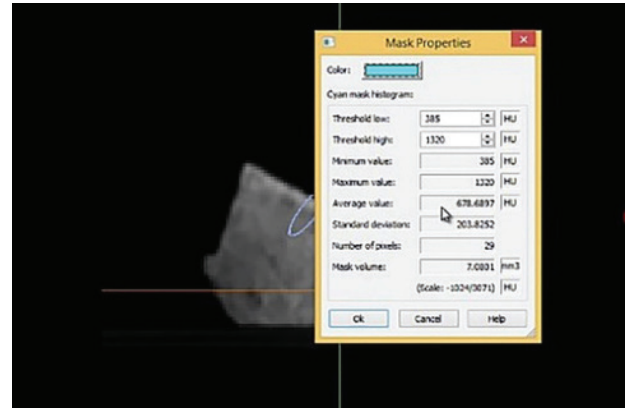 Mask Properties
Color:
Cyan mask histogram:
Threshold low: 385 HU
Threshold high: 1320 HU
Minimum value: 385 HU
Maximum value: 1320 HU
Average value: 678.6897 HU
Standard deviation: 203.8252
Number of pixels: 29
Mask volume: 7.0801 mm3
(Scale: -1024/3071) HU
Ok Cancel Help